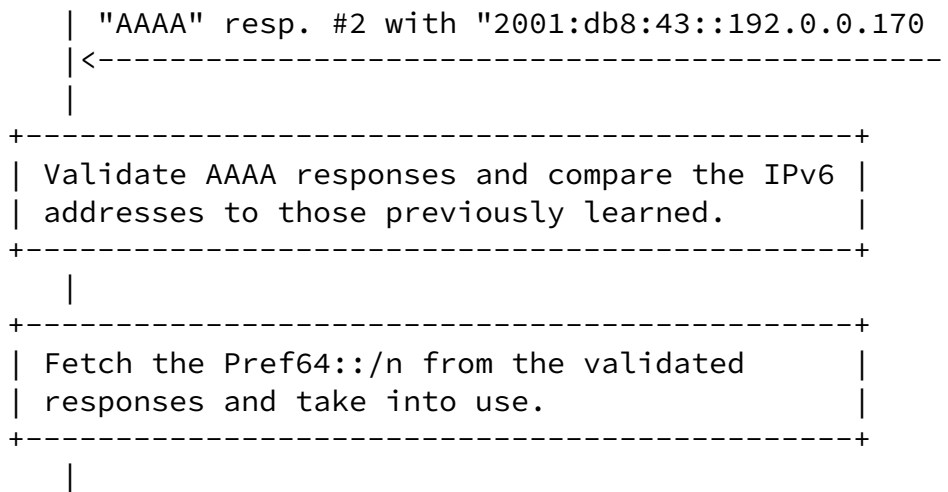 | "AAAA" resp. #2 with "2001:db8:43::192.0.0.170
|<-----------------------------------------------
|
+----------------------------------------------+
| Validate AAAA responses and compare the IPv6 |
| addresses to those previously learned.       |
+----------------------------------------------+
|
+----------------------------------------------+
| Fetch the Pref64::/n from the validated      |
| responses and take into use.                 |
+----------------------------------------------+
|